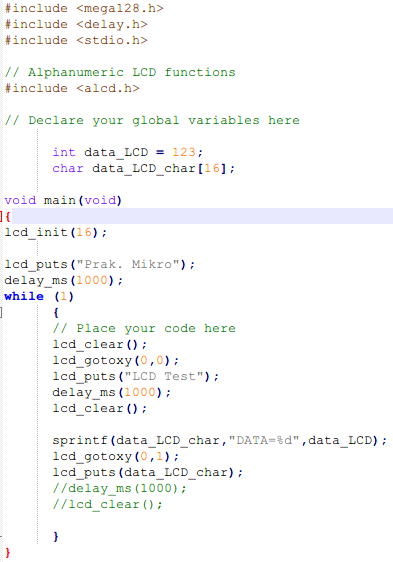 #include <mega128.h>
#include <delay.h>
#include <stdio.h>
// Alphanumeric LCD functions
#include <alcd.h>
// Declare your global variables here
int data_LCD = 123;
char data_LCD_char[16];
void main(void)
{
lcd_init(16);
lcd_puts("Prak. Mikro");
delay_ms(1000);
while (1)
{
// Place your code here
lcd_clear();
lcd_gotoxy(0,0);
lcd_puts("LCD Test");
delay_ms(1000);
lcd_clear();
sprintf(data_LCD_char,"DATA=%d",data_LCD);
lcd_gotoxy(0,1);
lcd_puts(data_LCD_char);
//delay_ms(1000);
//lcd_clear();
}
}